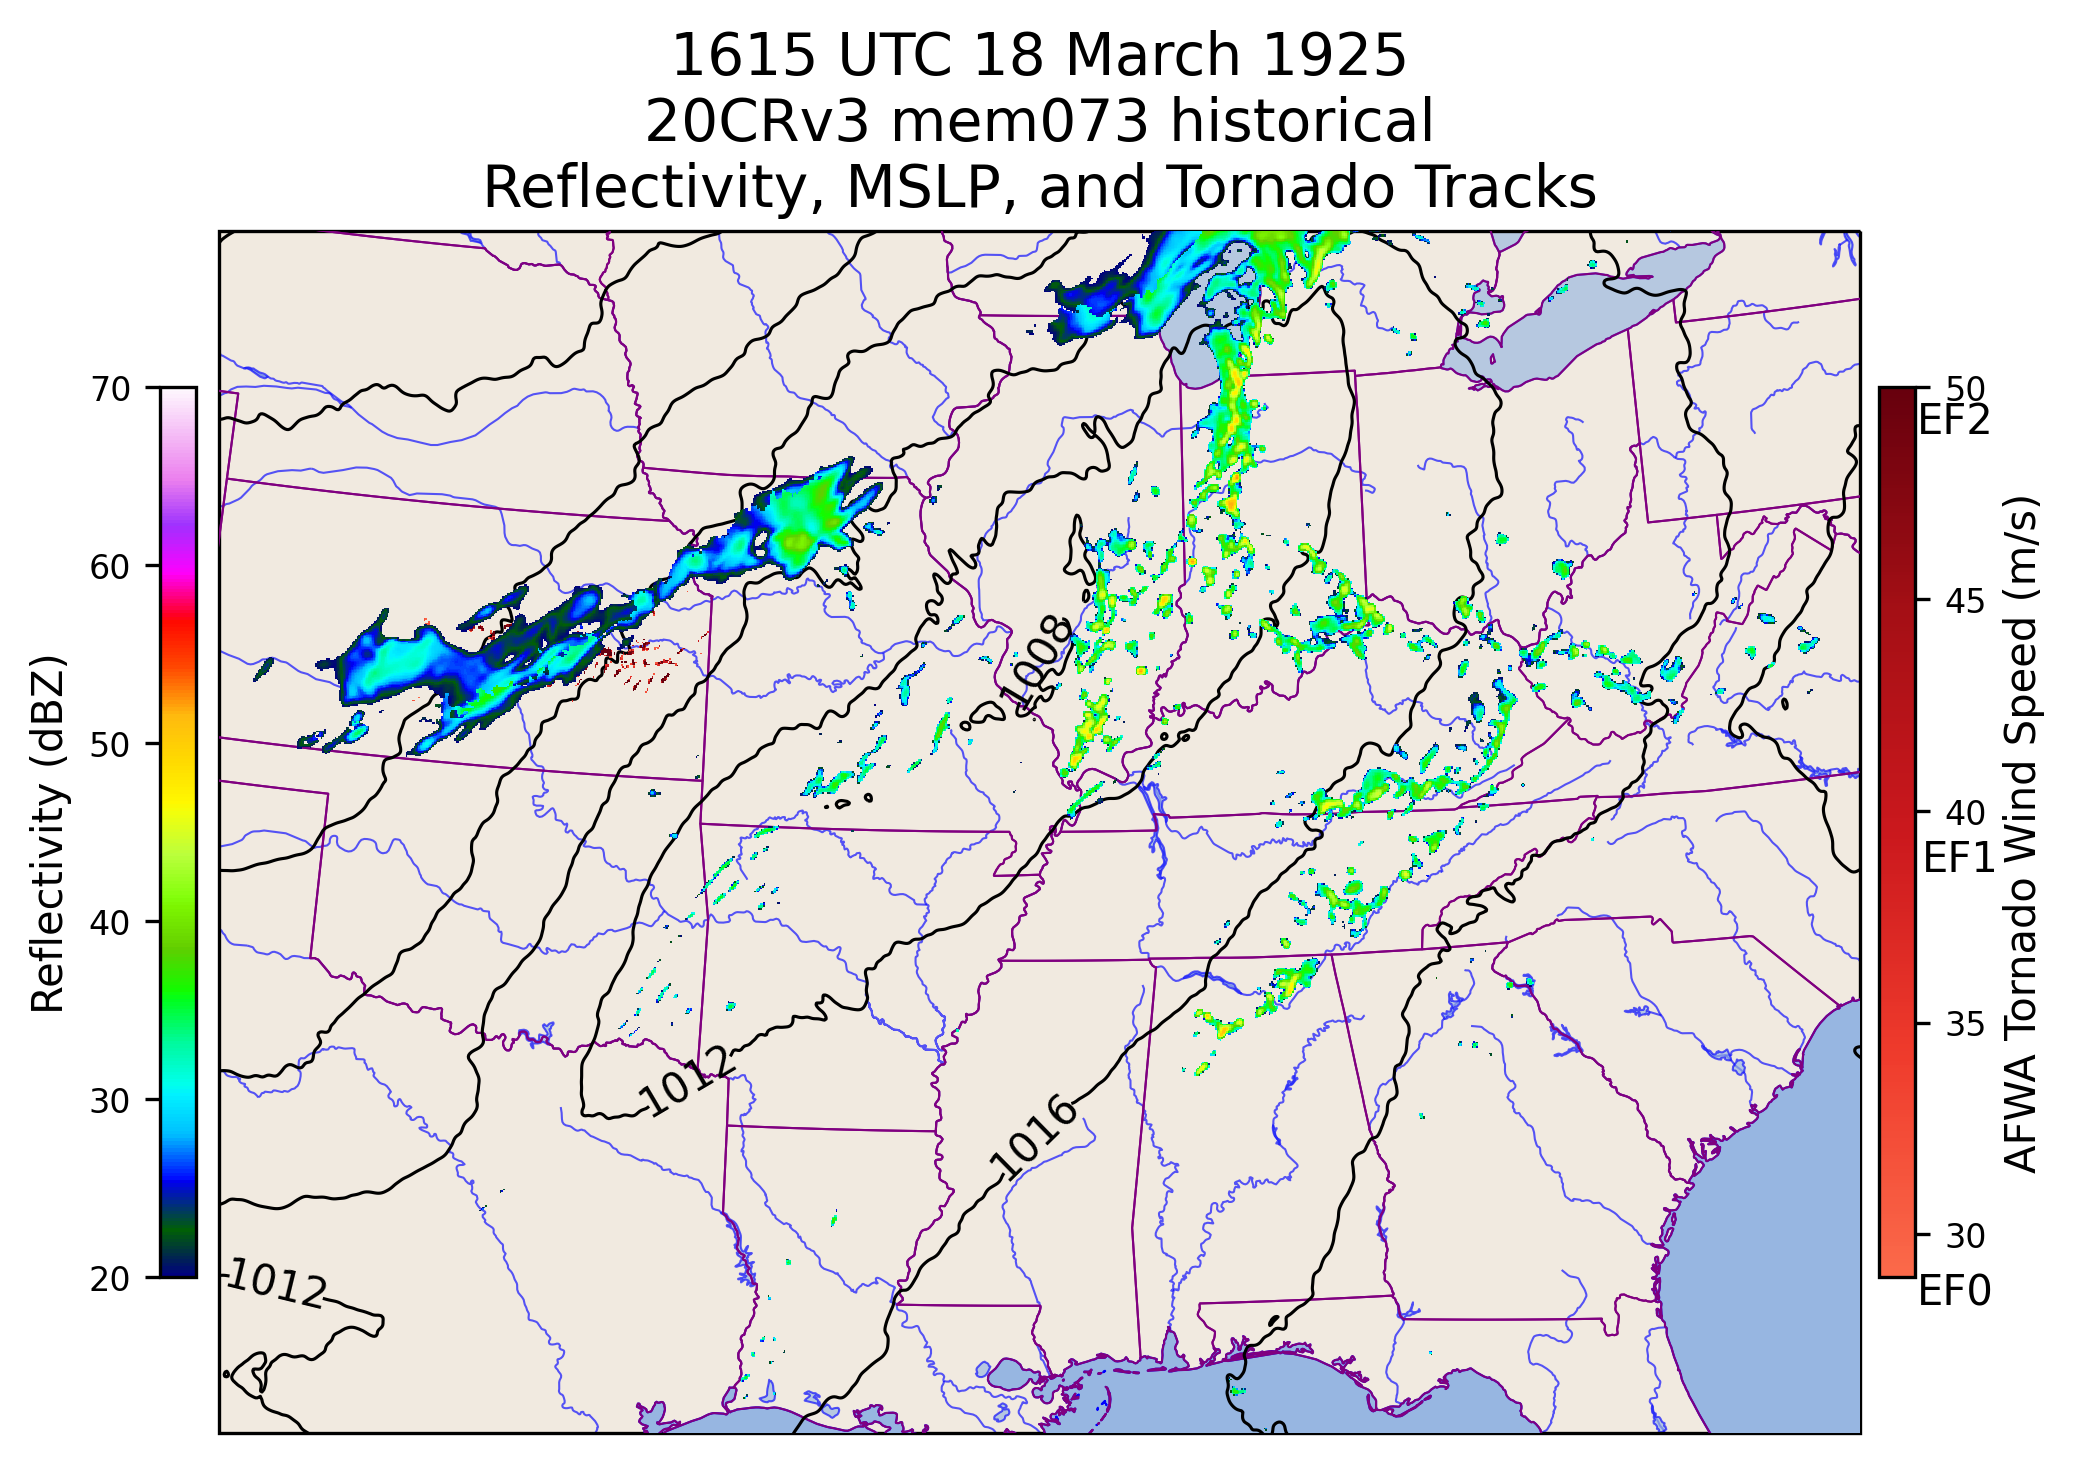 1615 UTC 18 March 1925
20CRv3 mem073 historical
Reflectivity, MSLP, and Tornado Tracks
70
60
50
40
30
20
Reflectivity (dBZ)
1008
1012
1016
1012
50
EF2
45
40
EF1
35
30
EF0
AFWA Tornado Wind Speed (m/s)